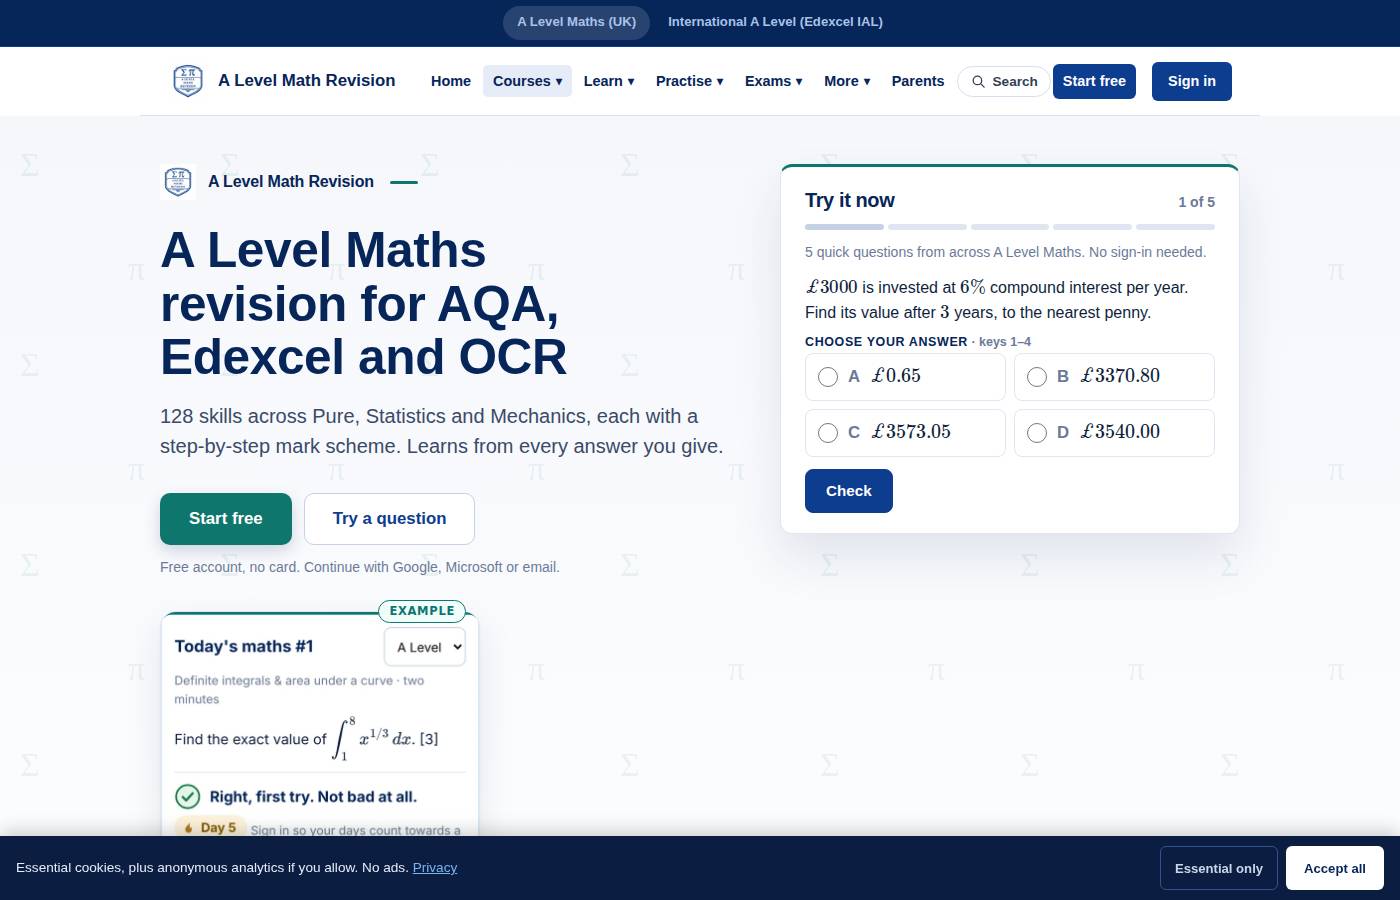 A Level Maths (UK) International A Level (Edexcel IAL)
A Level Math Revision Home Courses ▾ Learn ▾ Practise ▾ Exams ▾ More ▾ Parents Search Start free Sign in
A Level Math Revision
A Level Maths
revision for AQA,
Edexcel and OCR
128 skills across Pure, Statistics and Mechanics, each with a
step-by-step mark scheme. Learns from every answer you give.
Start free Try a question
Free account, no card. Continue with Google, Microsoft or email.
EXAMPLE
Today's maths #1 A Level
Definite integrals & area under a curve · two
minutes
Find the exact value of ∫₁⁸ x^{1/3} dx. [3]
Right, first try. Not bad at all.
Day 5 Sign in so your days count towards a
Try it now 1 of 5
5 quick questions from across A Level Maths. No sign-in needed.
£3000 is invested at 6% compound interest per year.
Find its value after 3 years, to the nearest penny.
CHOOSE YOUR ANSWER · keys 1–4
A £0.65 B £3370.80
C £3573.05 D £3540.00
Check
Essential cookies, plus anonymous analytics if you allow. No ads. Privacy Essential only Accept all